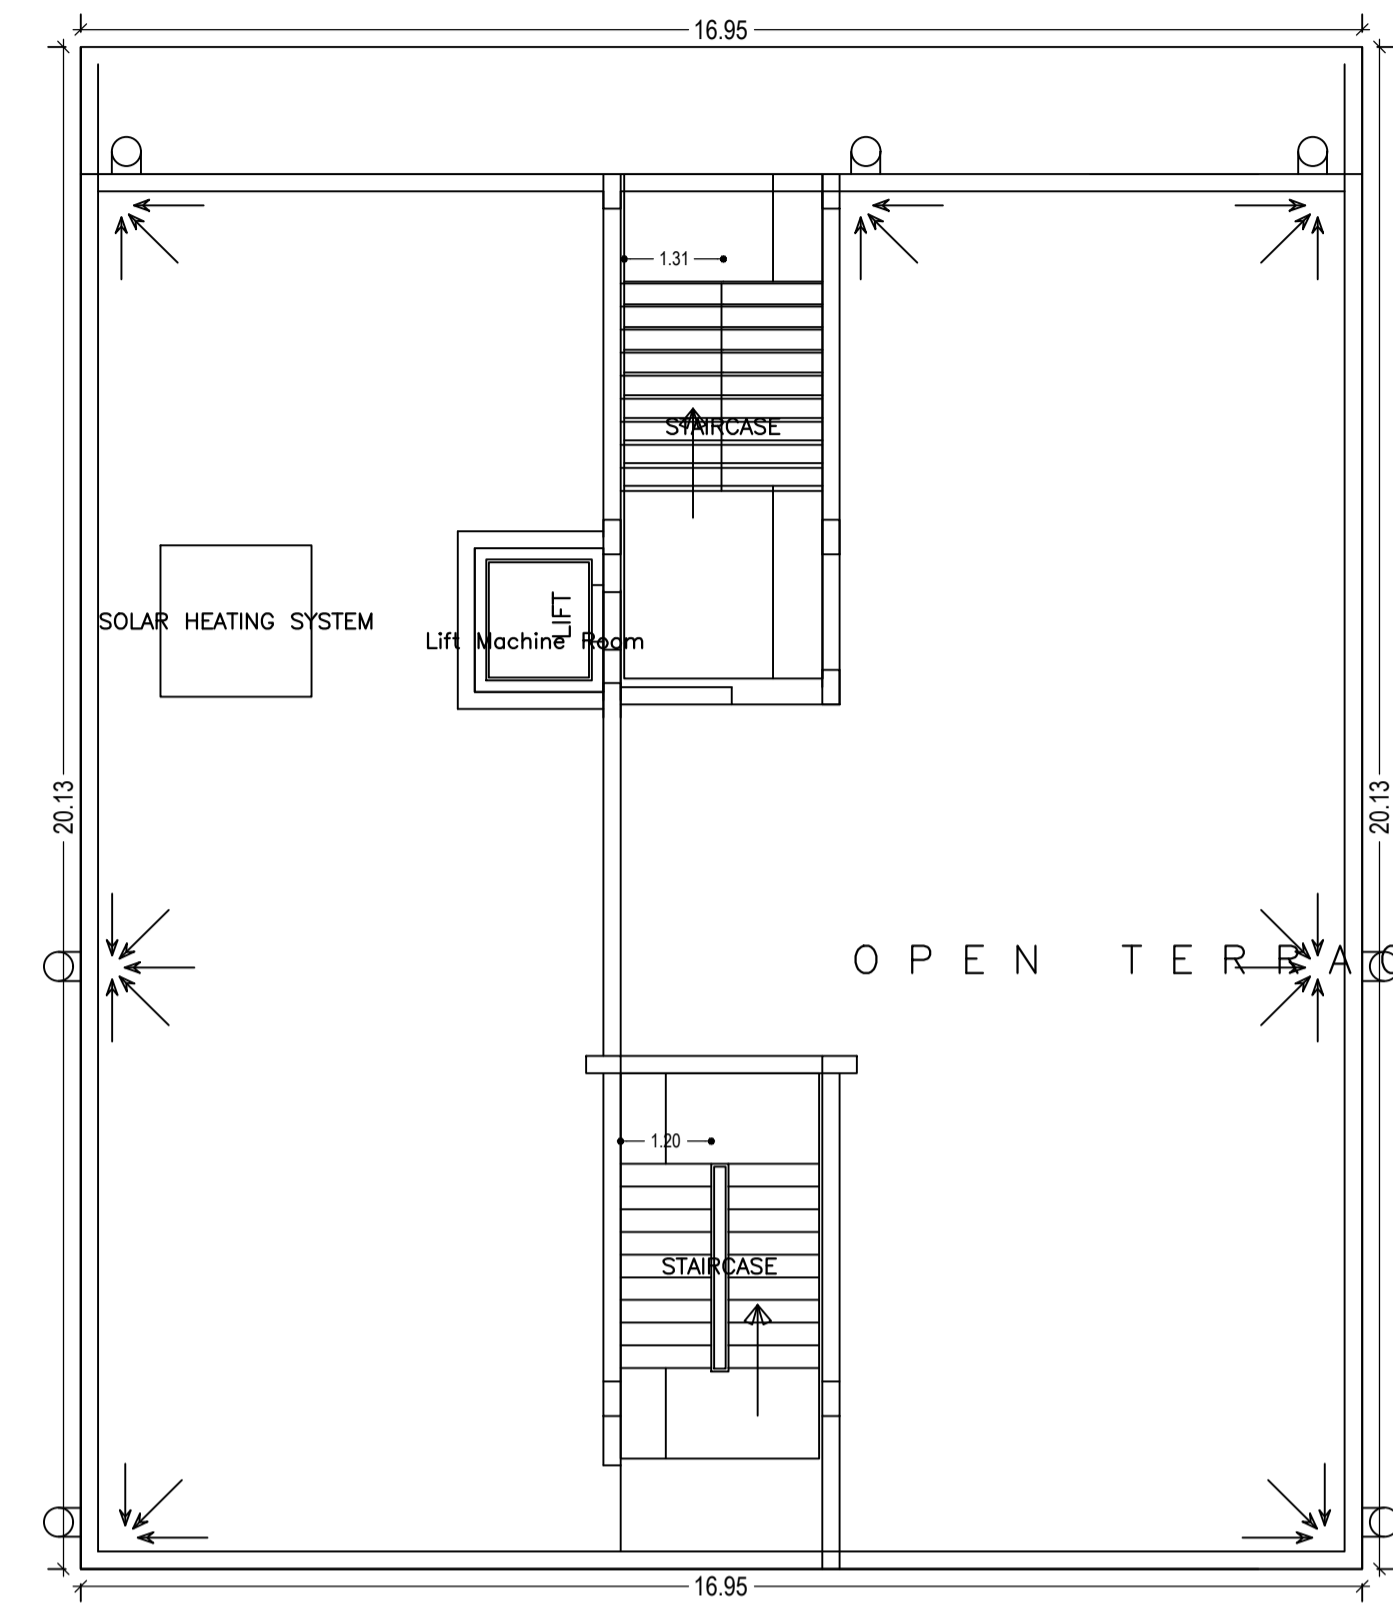 16.95
1.31
STAIRCASE
LIFT
SOLAR HEATING SYSTEM
Lift Machine Room
20.13
20.13
OPEN TERRAC
1.20
STAIRCASE
16.95